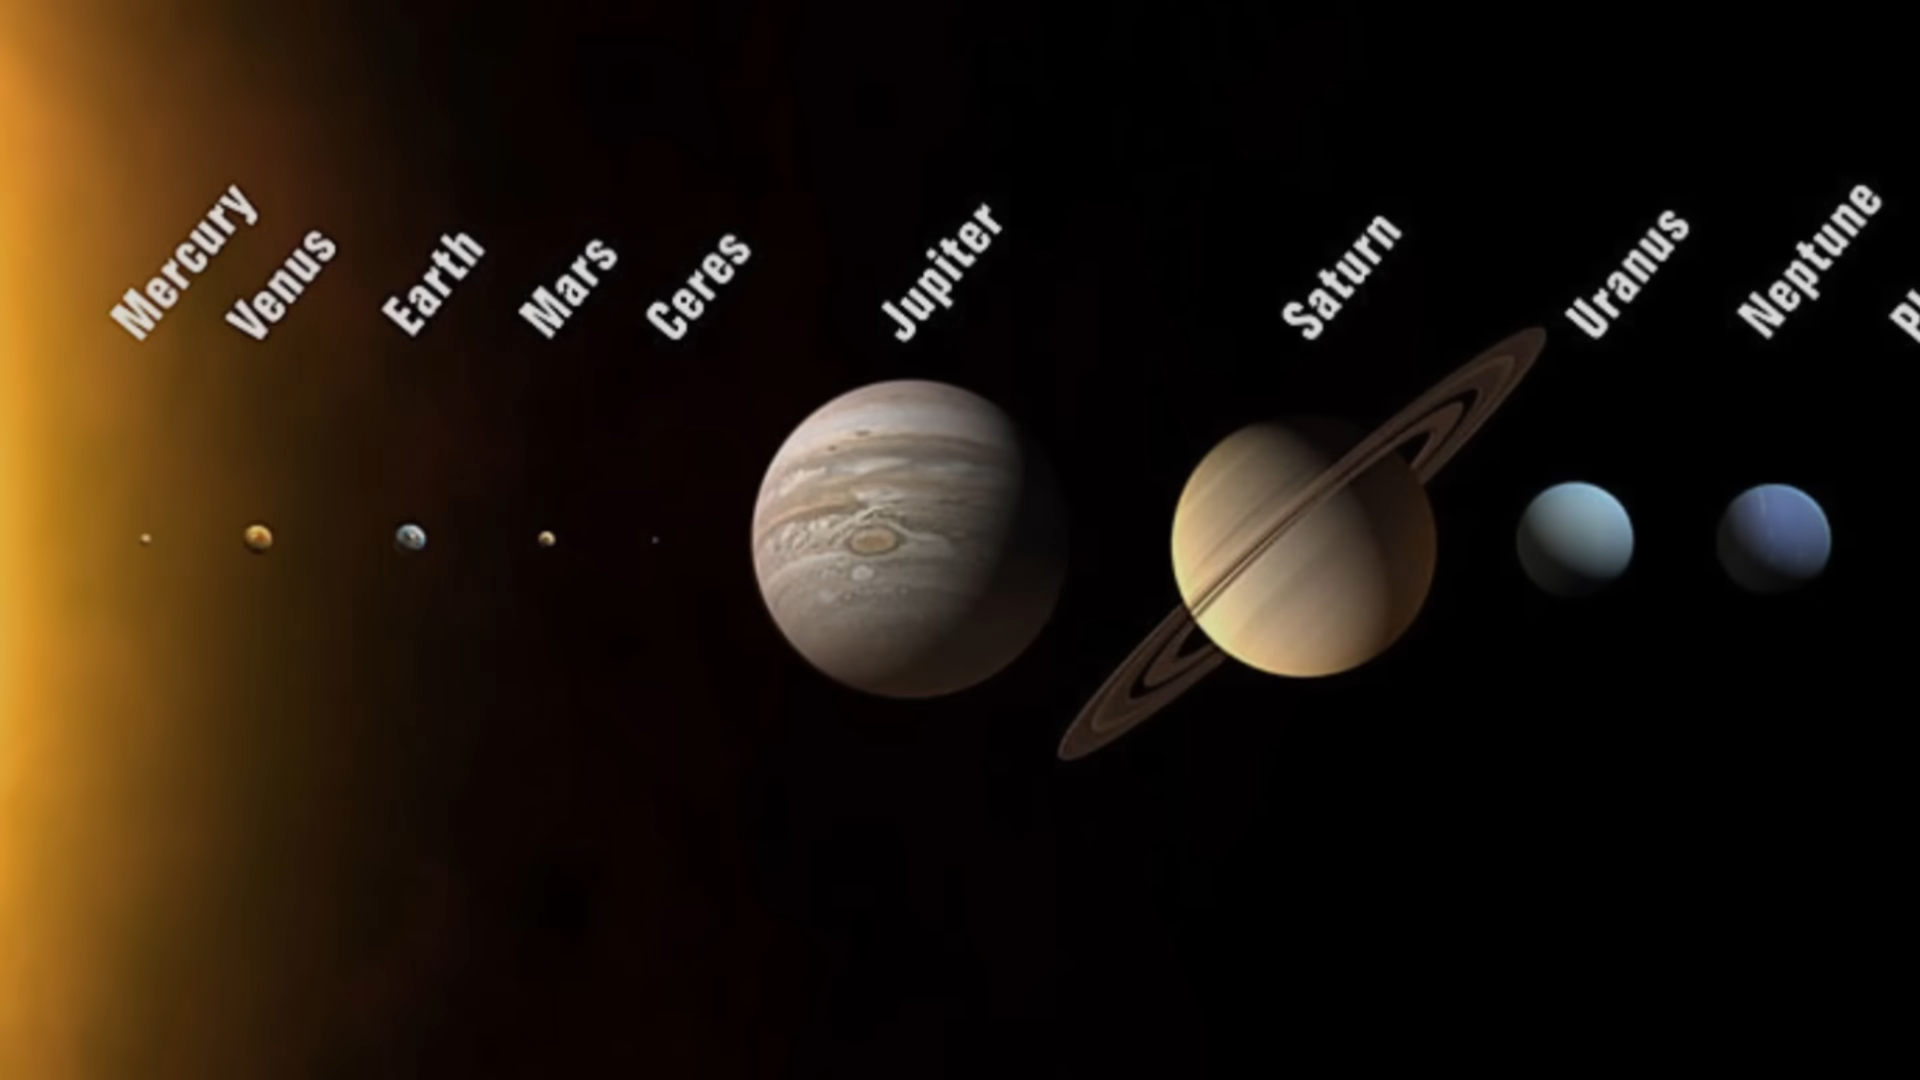 Mercury
Venus
Earth
Mars
Ceres
Jupiter
Saturn
Uranus
Neptune